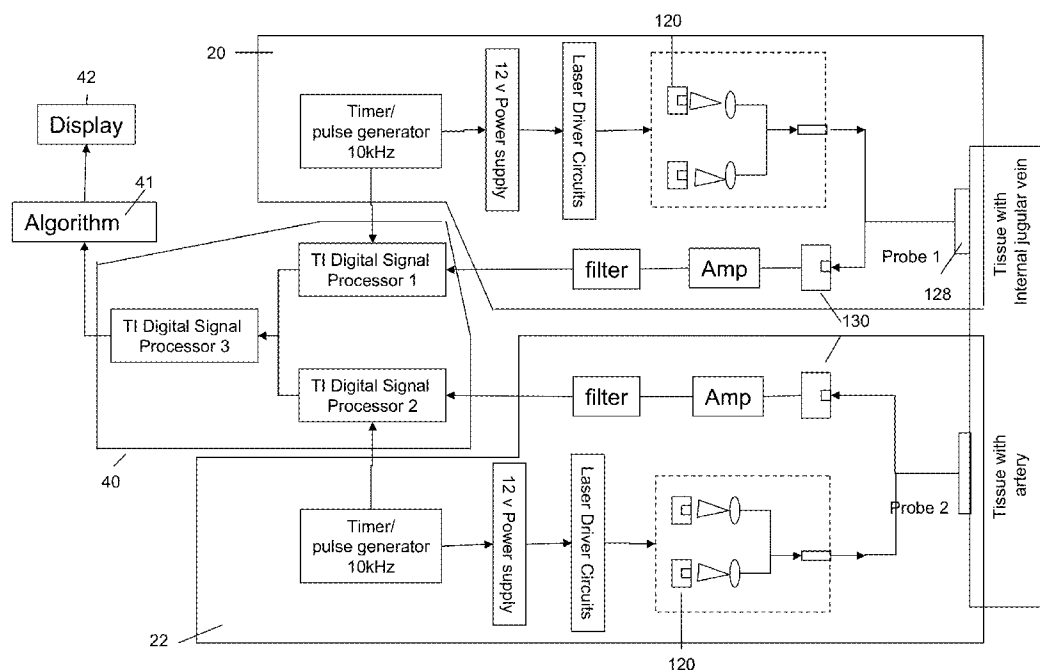 120
20
42
Display
Timer/
pulse generator
10kHz
12 v Power supply
Laser Driver Circuits
41
Algorithm
Probe 1
Tissue with
Internal jugular vein
TI Digital Signal
Processor 1
filter
Amp
128
130
TI Digital Signal
Processor 3
TI Digital Signal
Processor 2
filter
Amp
40
Timer/
pulse generator
10kHz
12 v Power supply
Laser Driver Circuits
Probe 2
Tissue with
artery
22
120